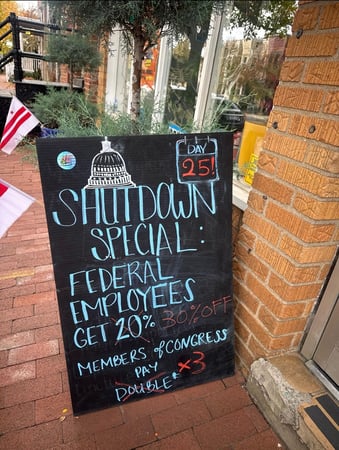 DAY
25!
SHUTDOWN
SPECIAL:
FEDERAL
EMPLOYEES
GET 20% 30% OFF
MEMBERS of CONGRESS
PAY ×3
DOUBLE*